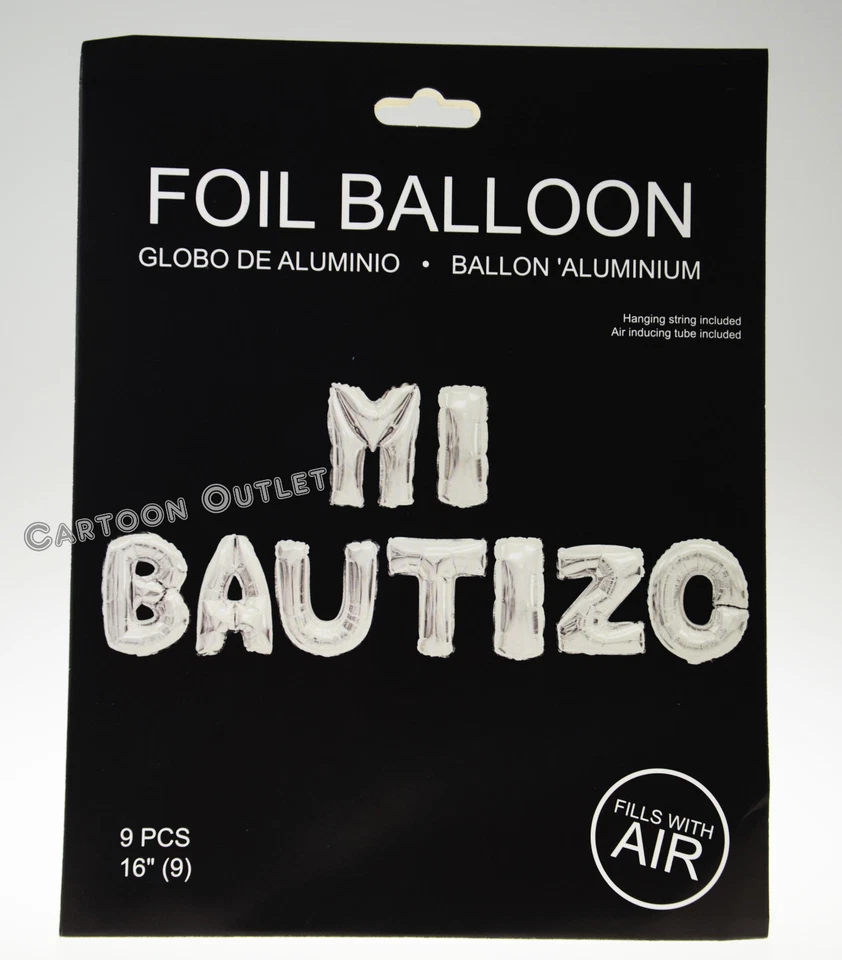 FOIL BALLOON
GLOBO DE ALUMINIO • BALLON 'ALUMINIUM
Hanging string included
Air inducing tube included
MI
CARTOON OUTLET
BAUTIZO
9 PCS
16" (9)
FILLS WITH
AIR